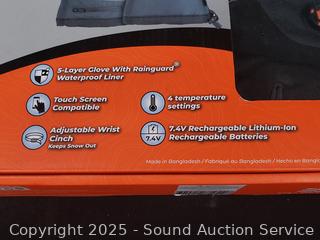 5-Layer Glove With Rainguard®
Waterproof Liner
Touch Screen
Compatible
4 temperature
settings
Adjustable Wrist
Cinch
Keeps Snow Out
7.4V
7.4V Rechargeable Lithium-Ion
Rechargeable Batteries
Made in Bangladesh / Fabriqué au Bangladesh / Hecho en Bangla
Copyright 2025 - Sound Auction Service